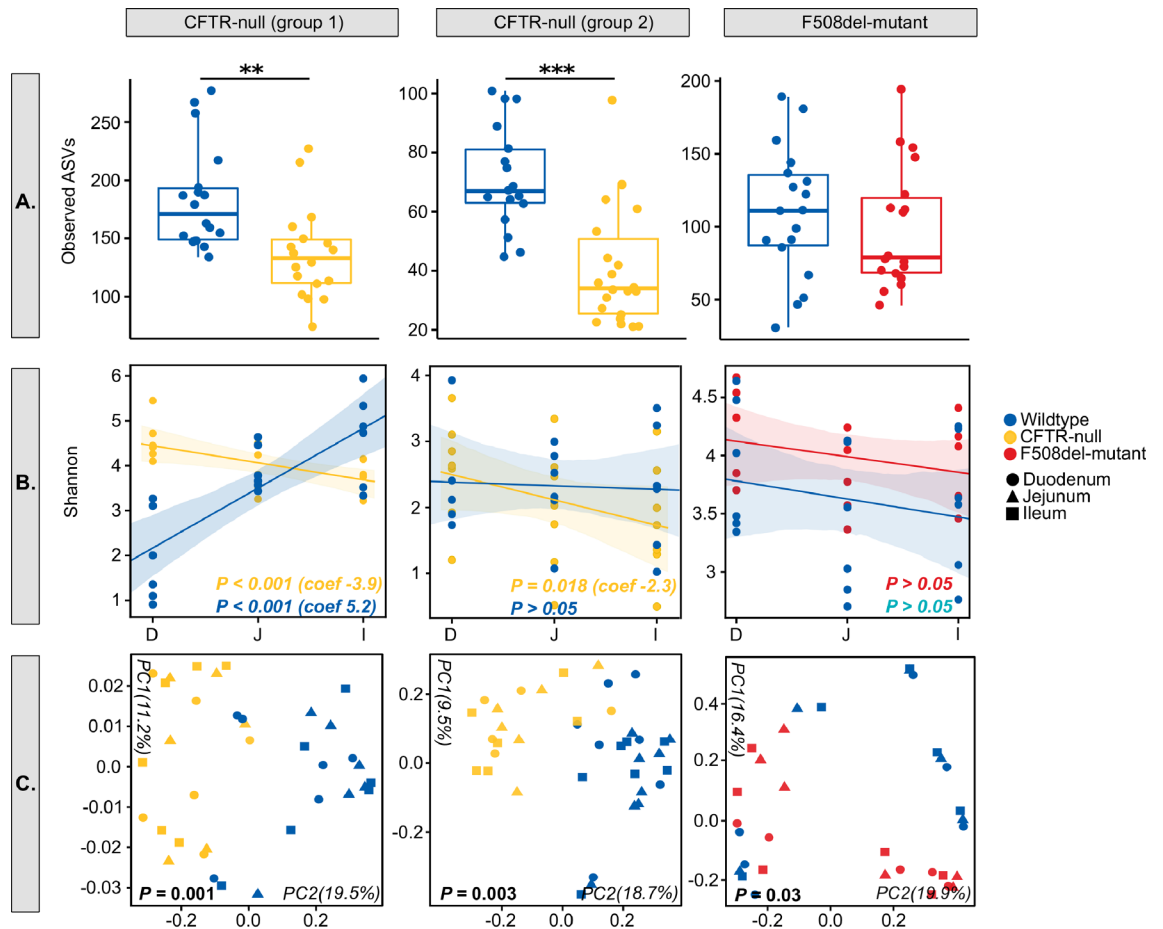 CFTR-null (group 1)
CFTR-null (group 2)
F508del-mutant
A.
Observed ASVs
250
200
150
100
**
100
80
60
40
20
***
200
150
100
50
B.
Shannon
6
5
4
3
2
1
P < 0.001 (coef -3.9)
P < 0.001 (coef 5.2)
D J I
4
3
2
1
P = 0.018 (coef -2.3)
P > 0.05
D J I
4.5
4
3.5
3
P > 0.05
P > 0.05
D J I
Wildtype
CFTR-null
F508del-mutant
Duodenum
Jejunum
Ileum
C.
0.02
0.01
0.0
-0.01
-0.02
-0.03
PC1(11.2%)
P = 0.001
PC2(19.5%)
-0.2 0.0 0.2
0.2
0.0
-0.2
PC1(9.5%)
P = 0.003
PC2(18.7%)
-0.2 0.0 0.2
0.4
0.2
0.0
-0.2
PC1(16.4%)
P = 0.03
PC2(19.9%)
-0.2 0.0 0.2